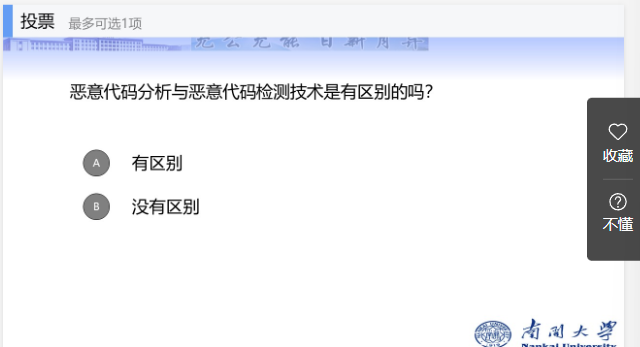 投票 最多可选1项
允公允能 日新月异
恶意代码分析与恶意代码检测技术是有区别的吗?
A 有区别
B 没有区别
收藏
不懂
南開大學
Nankai University